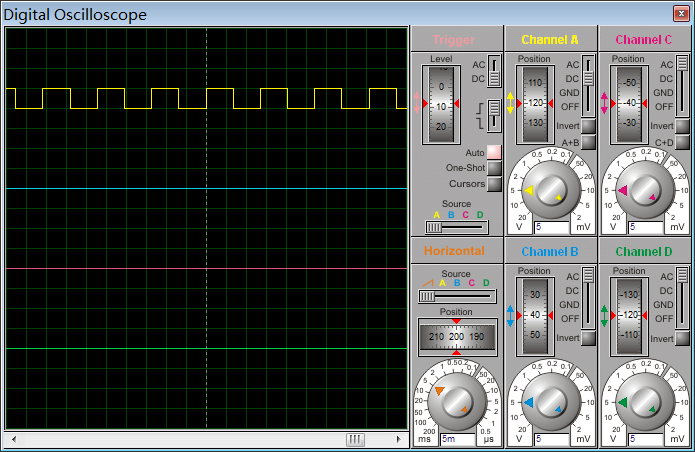 Digital Oscilloscope
Trigger
Level
0
10
20
AC
DC
Auto
One-Shot
Cursors
Source
A B C D
Channel A
Position
110
-120
-130
AC
DC
GND
OFF
Invert
A+B
1 0.5 0.2 0.1
2 50
5 20
10 10
20 5
2
V 5 mV
Channel C
Position
-50
-40
-30
AC
DC
GND
OFF
Invert
C+D
1 0.5 0.2 0.1
2 50
5 20
10 10
20 5
2
V 5 mV
Horizontal
Source
A B C D
Position
210 200 190
1 0.5 0.2 0.1
2 50
5 20
10 10
20 5
50 2
100 1
200 0.5
ms 5m µs
Channel B
Position
30
40
50
AC
DC
GND
OFF
Invert
1 0.5 0.2 0.1
2 50
5 20
10 10
20 5
2
V 5 mV
Channel D
Position
-130
-120
-110
AC
DC
GND
OFF
Invert
1 0.5 0.2 0.1
2 50
5 20
10 10
20 5
2
V 5 mV